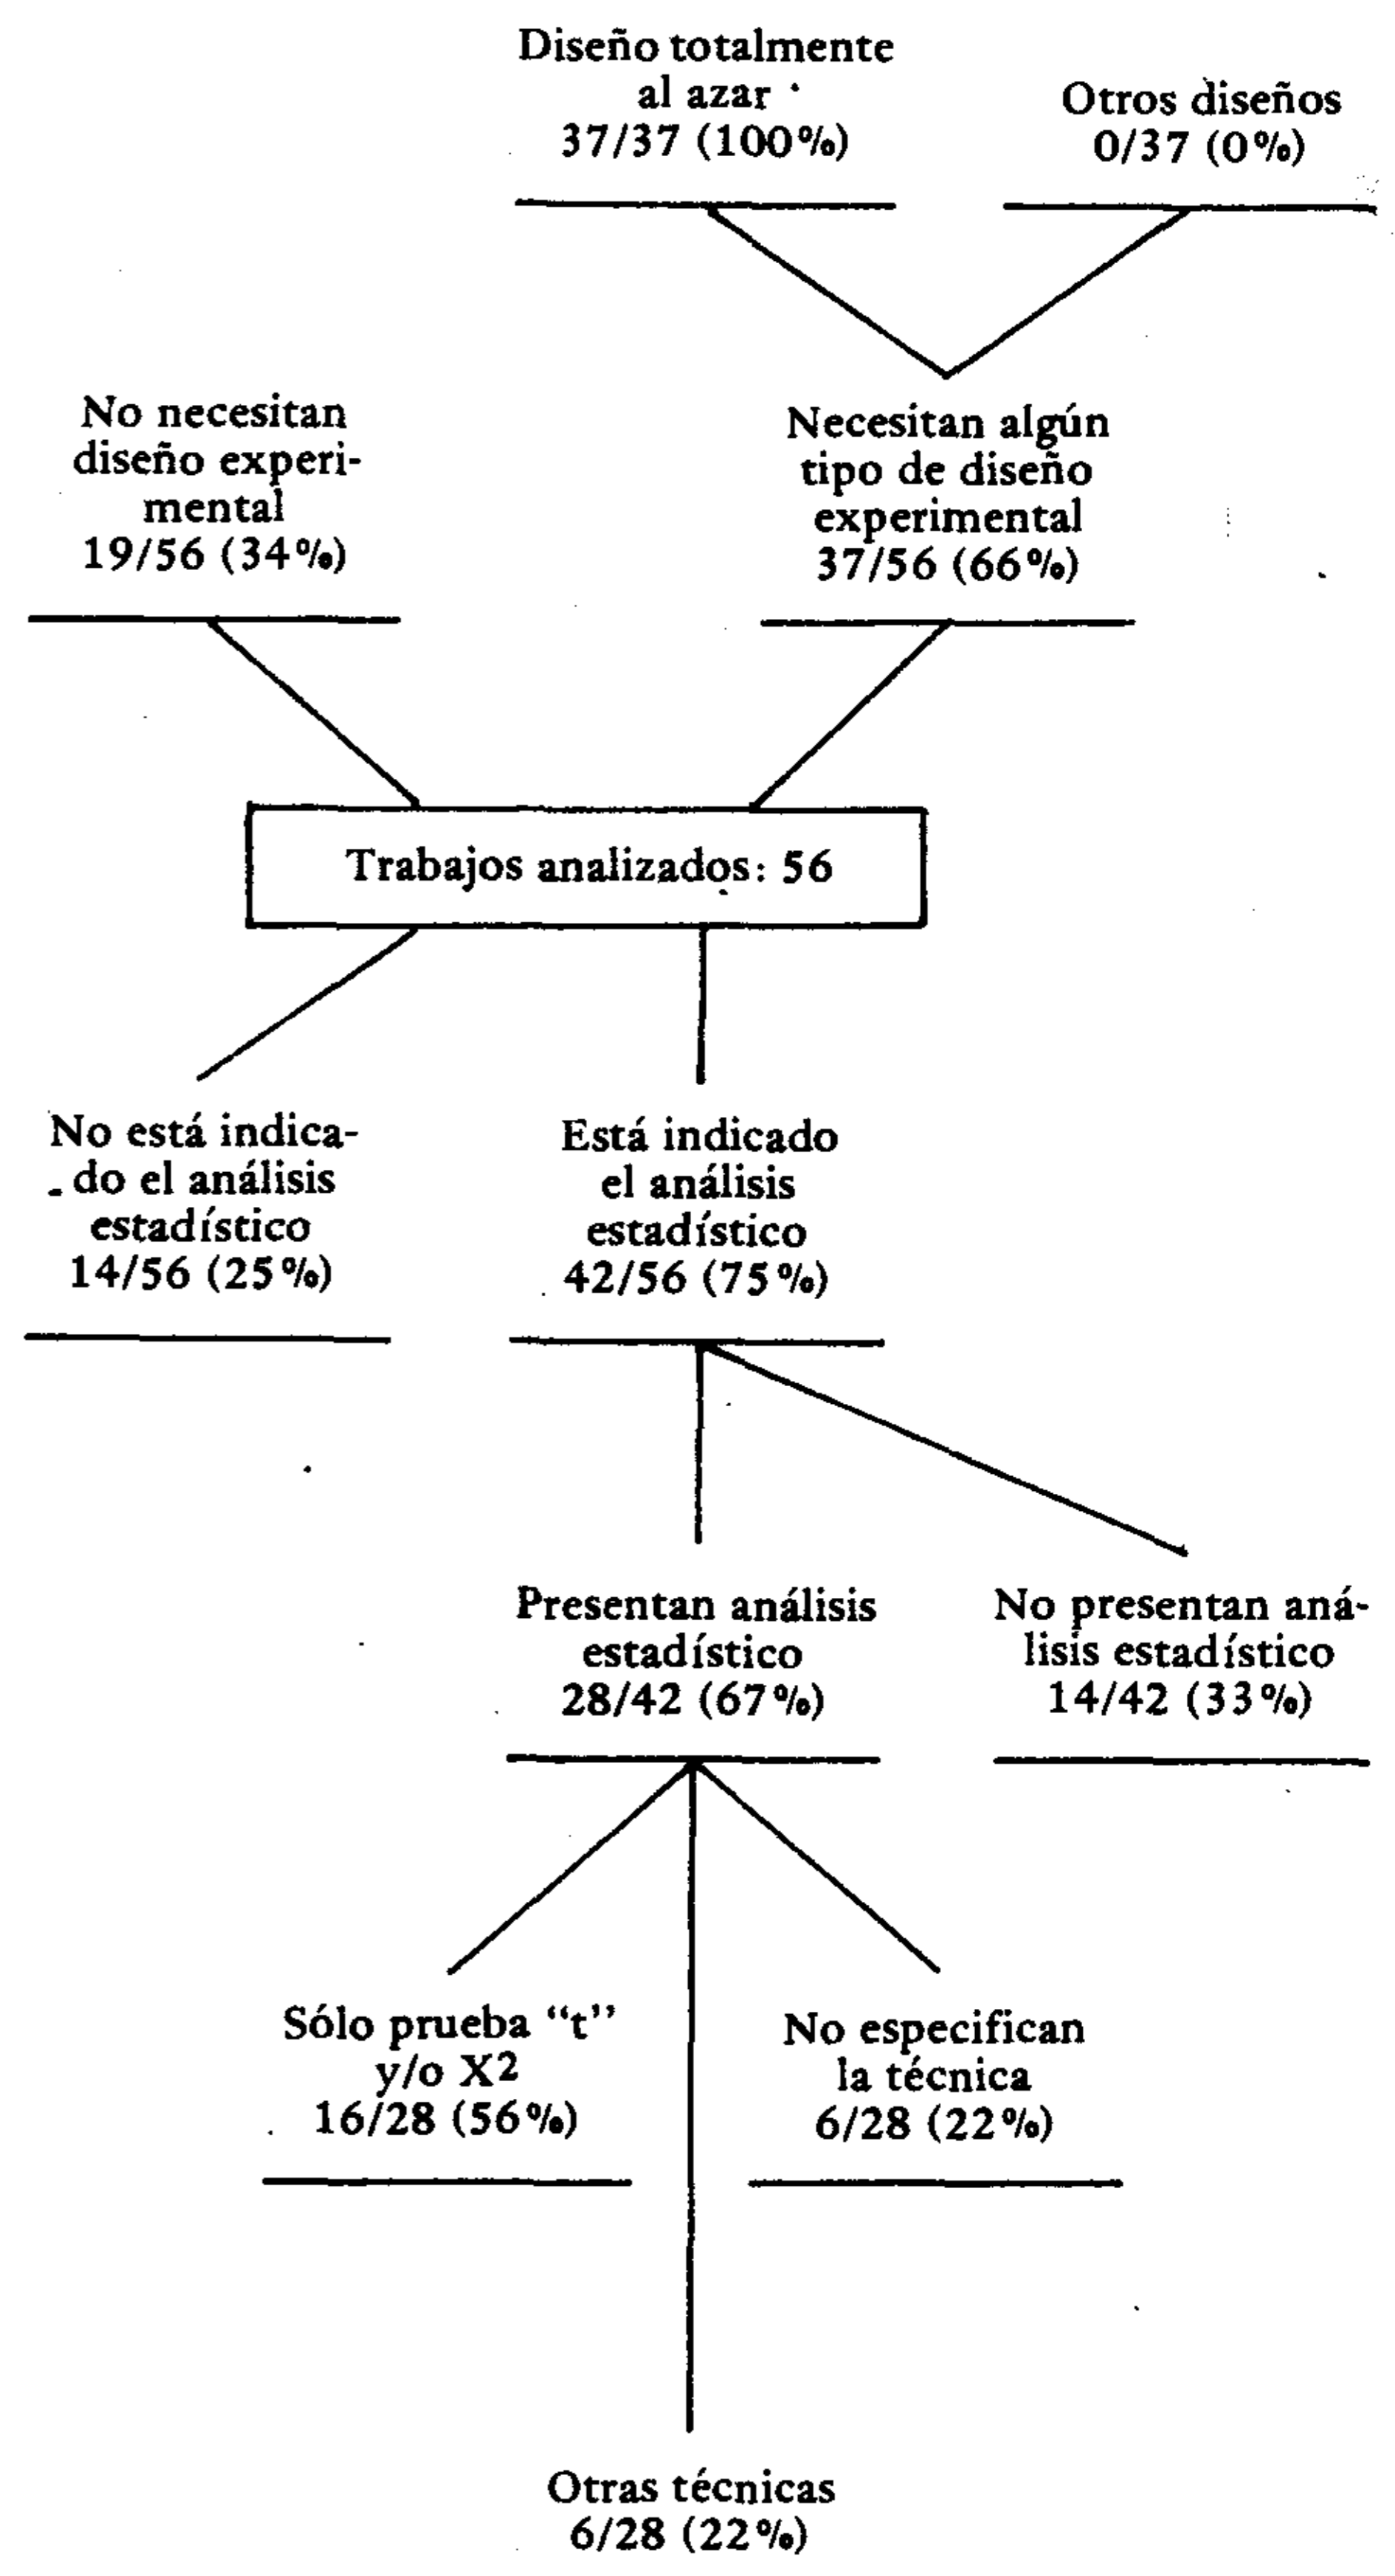 Diseño totalmente
al azar
37/37 (100%)
Otros diseños
0/37 (0%)
No necesitan
diseño experi-
mental
19/56 (34%)
Necesitan algún
tipo de diseño
experimental
37/56 (66%)
Trabajos analizados: 56
No está indica-
do el análisis
estadístico
14/56 (25%)
Está indicado
el análisis
estadístico
42/56 (75%)
Presentan análisis
estadístico
28/42 (67%)
No presentan aná-
lisis estadístico
14/42 (33%)
Sólo prueba “t”
y/o X2
16/28 (56%)
No especifican
la técnica
6/28 (22%)
Otras técnicas
6/28 (22%)